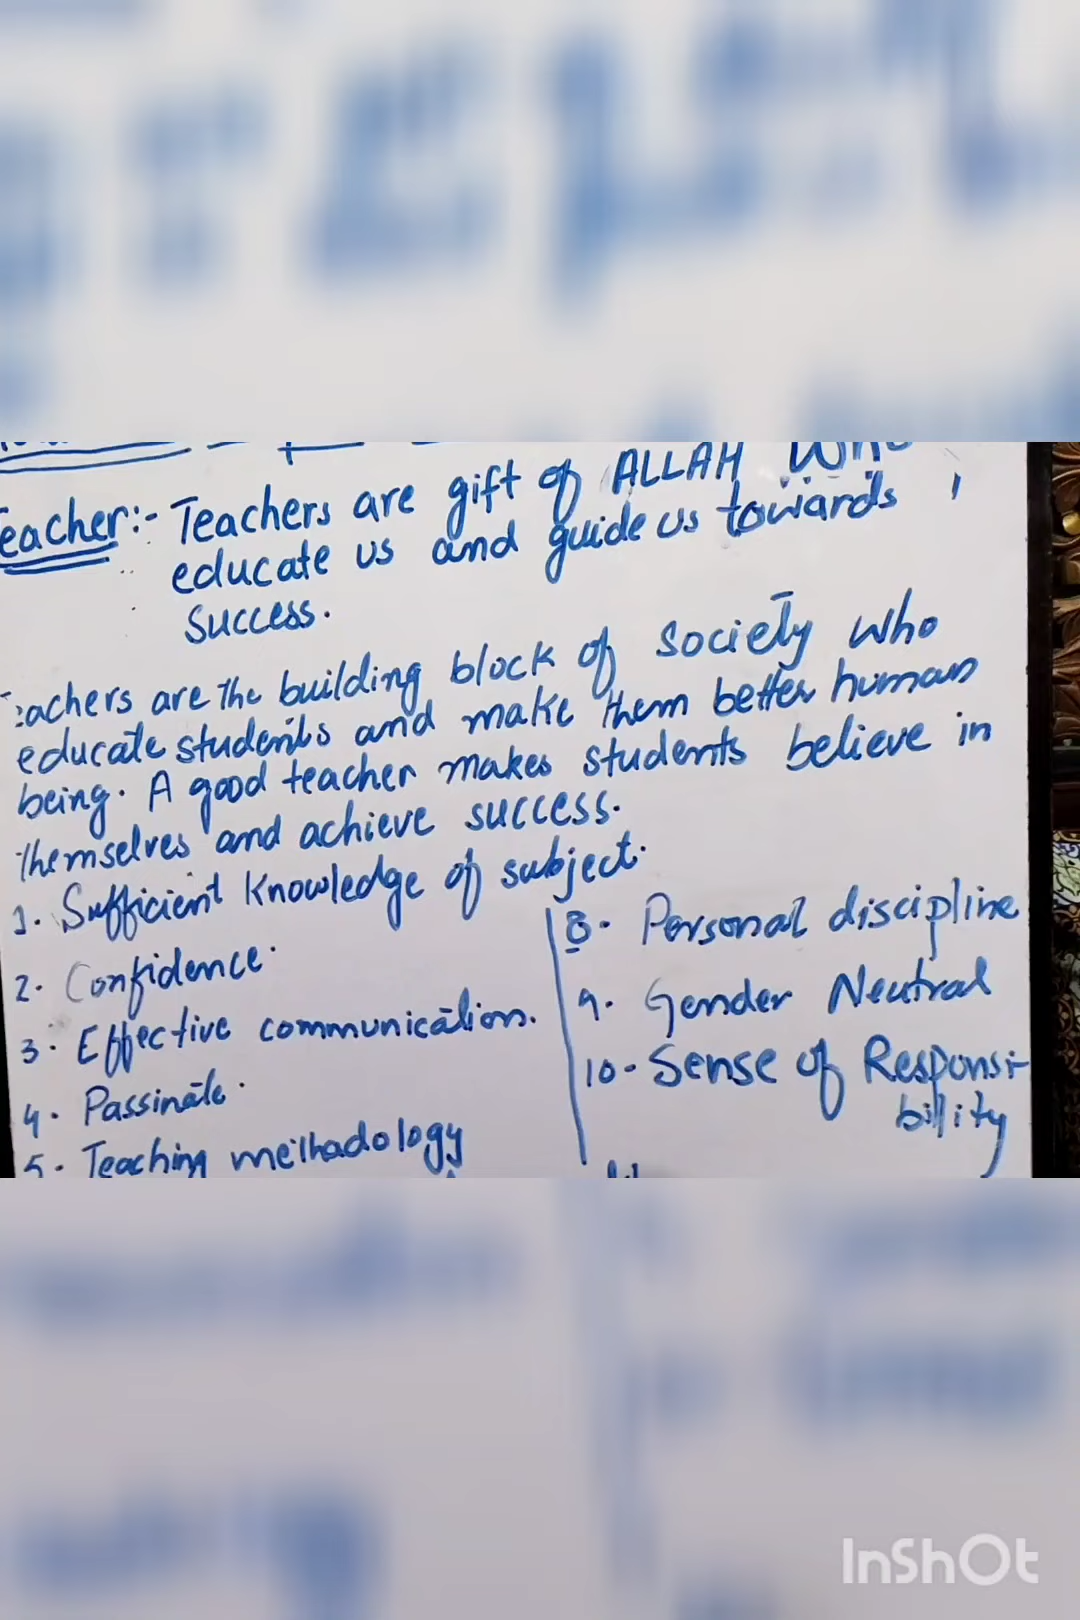 eacher:- Teachers are gift of ALLAH Who
educate us and guide us towards
success.
eachers are The building block of society who
educate students and make them better human
being. A good teacher makes students believe in
themselves and achieve success.
1. Sufficient knowledge of subject.
2. Confidence.
3. Effective communication.
4. Passinate.
5. Teaching methadology
8. Personal discipline
9. Gender Neutral
10- Sense of Responsi-
billity
InShOt